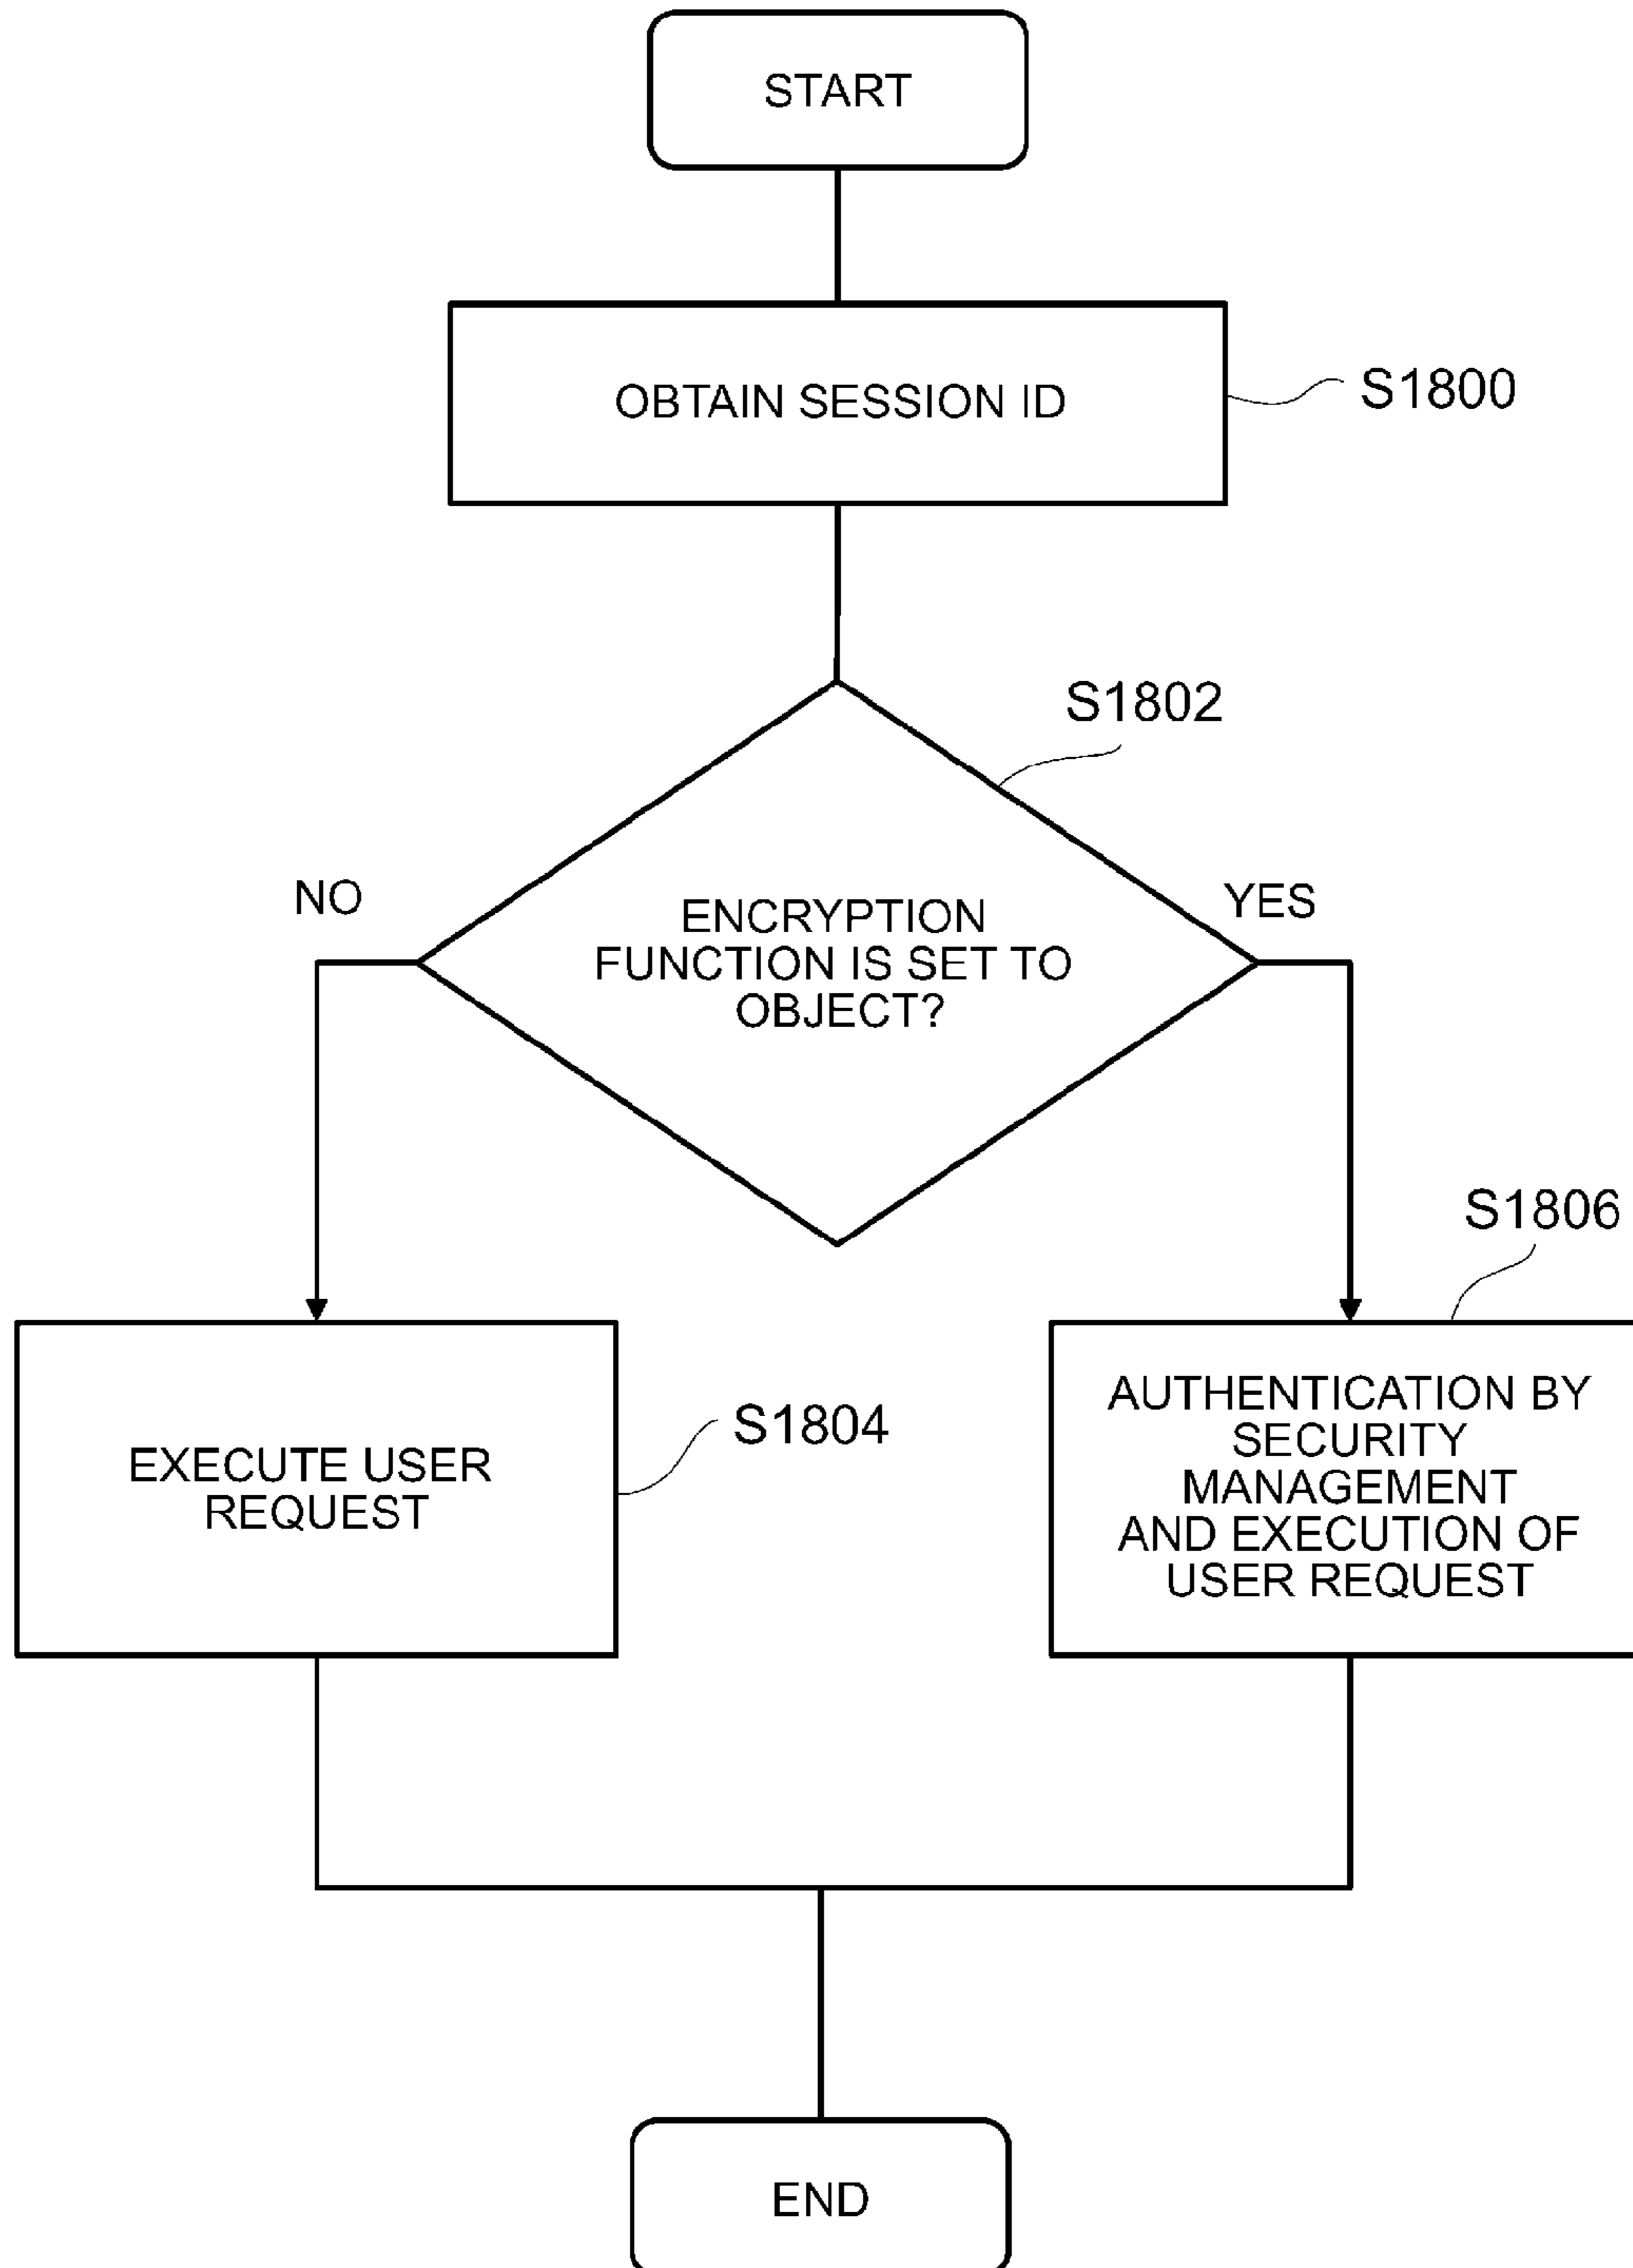 START
OBTAIN SESSION ID
S1800
S1802
NO
YES
ENCRYPTION
FUNCTION IS SET TO
OBJECT?
S1806
EXECUTE USER
REQUEST
S1804
AUTHENTICATION BY
SECURITY
MANAGEMENT
AND EXECUTION OF
USER REQUEST
END